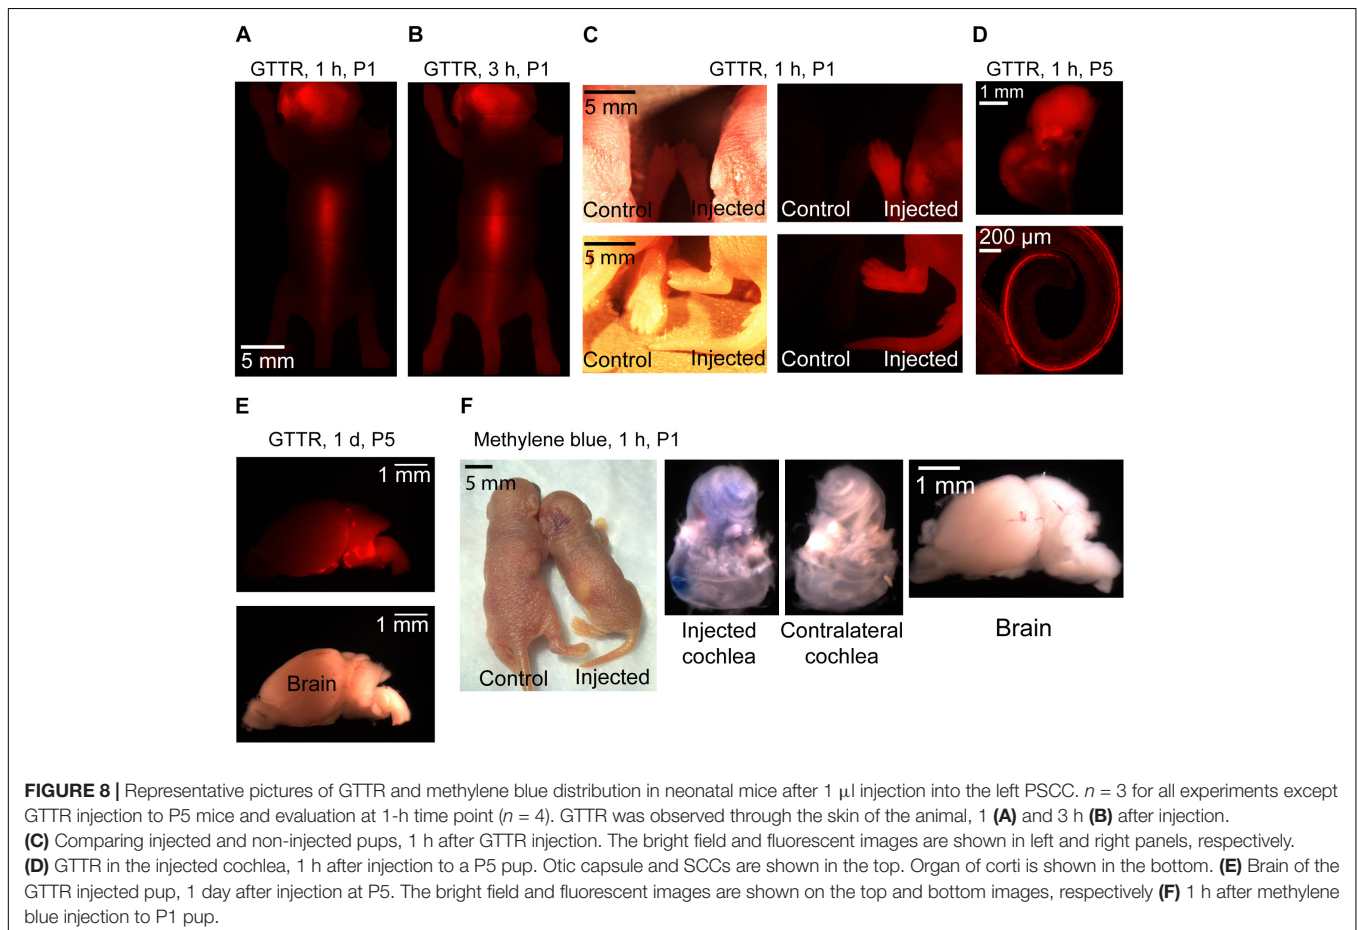 A
GTTR, 1 h, P1
5 mm
B
GTTR, 3 h, P1
C
GTTR, 1 h, P1
5 mm
Control Injected
Control Injected
5 mm
Control Injected
Control Injected
D
GTTR, 1 h, P5
1 mm
200 µm
E
GTTR, 1 d, P5
1 mm
1 mm
Brain
F
Methylene blue, 1 h, P1
5 mm
Control Injected
Injected
cochlea
Contralateral
cochlea
1 mm
Brain
FIGURE 8 | Representative pictures of GTTR and methylene blue distribution in neonatal mice after 1 µl injection into the left PSCC. n = 3 for all experiments except
GTTR injection to P5 mice and evaluation at 1-h time point (n = 4). GTTR was observed through the skin of the animal, 1 (A) and 3 h (B) after injection.
(C) Comparing injected and non-injected pups, 1 h after GTTR injection. The bright field and fluorescent images are shown in left and right panels, respectively.
(D) GTTR in the injected cochlea, 1 h after injection to a P5 pup. Otic capsule and SCCs are shown in the top. Organ of corti is shown in the bottom. (E) Brain of the
GTTR injected pup, 1 day after injection at P5. The bright field and fluorescent images are shown on the top and bottom images, respectively (F) 1 h after methylene
blue injection to P1 pup.